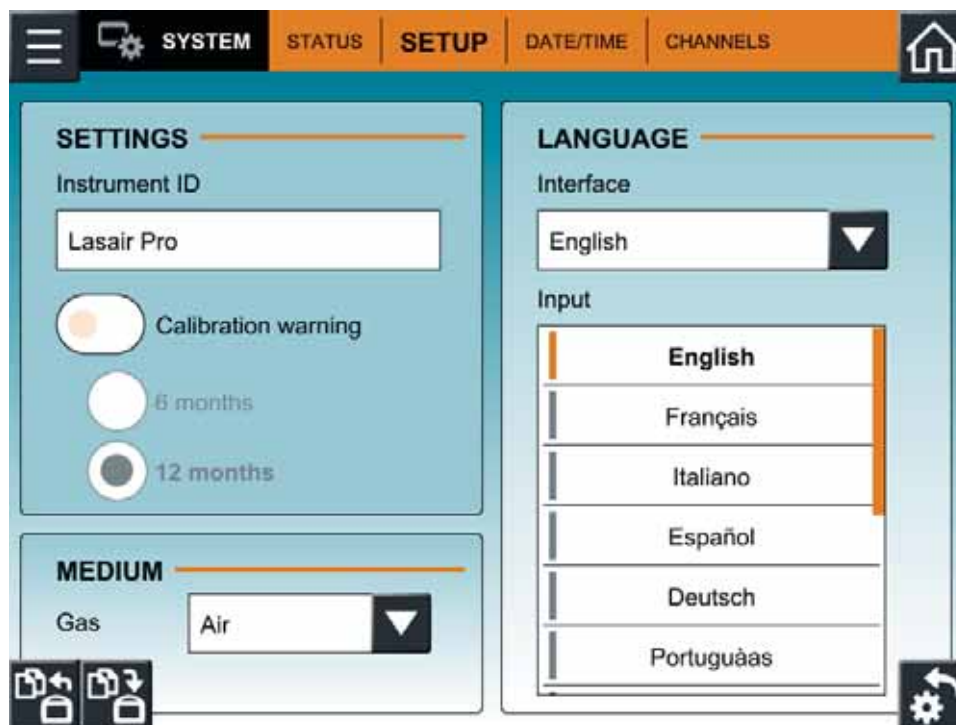 SYSTEM STATUS SETUP DATE/TIME CHANNELS
SETTINGS
Instrument ID
Lasair Pro
Calibration warning
6 months
12 months
MEDIUM
Gas Air
LANGUAGE
Interface
English
Input
English
Français
Italiano
Español
Deutsch
Portuguàas